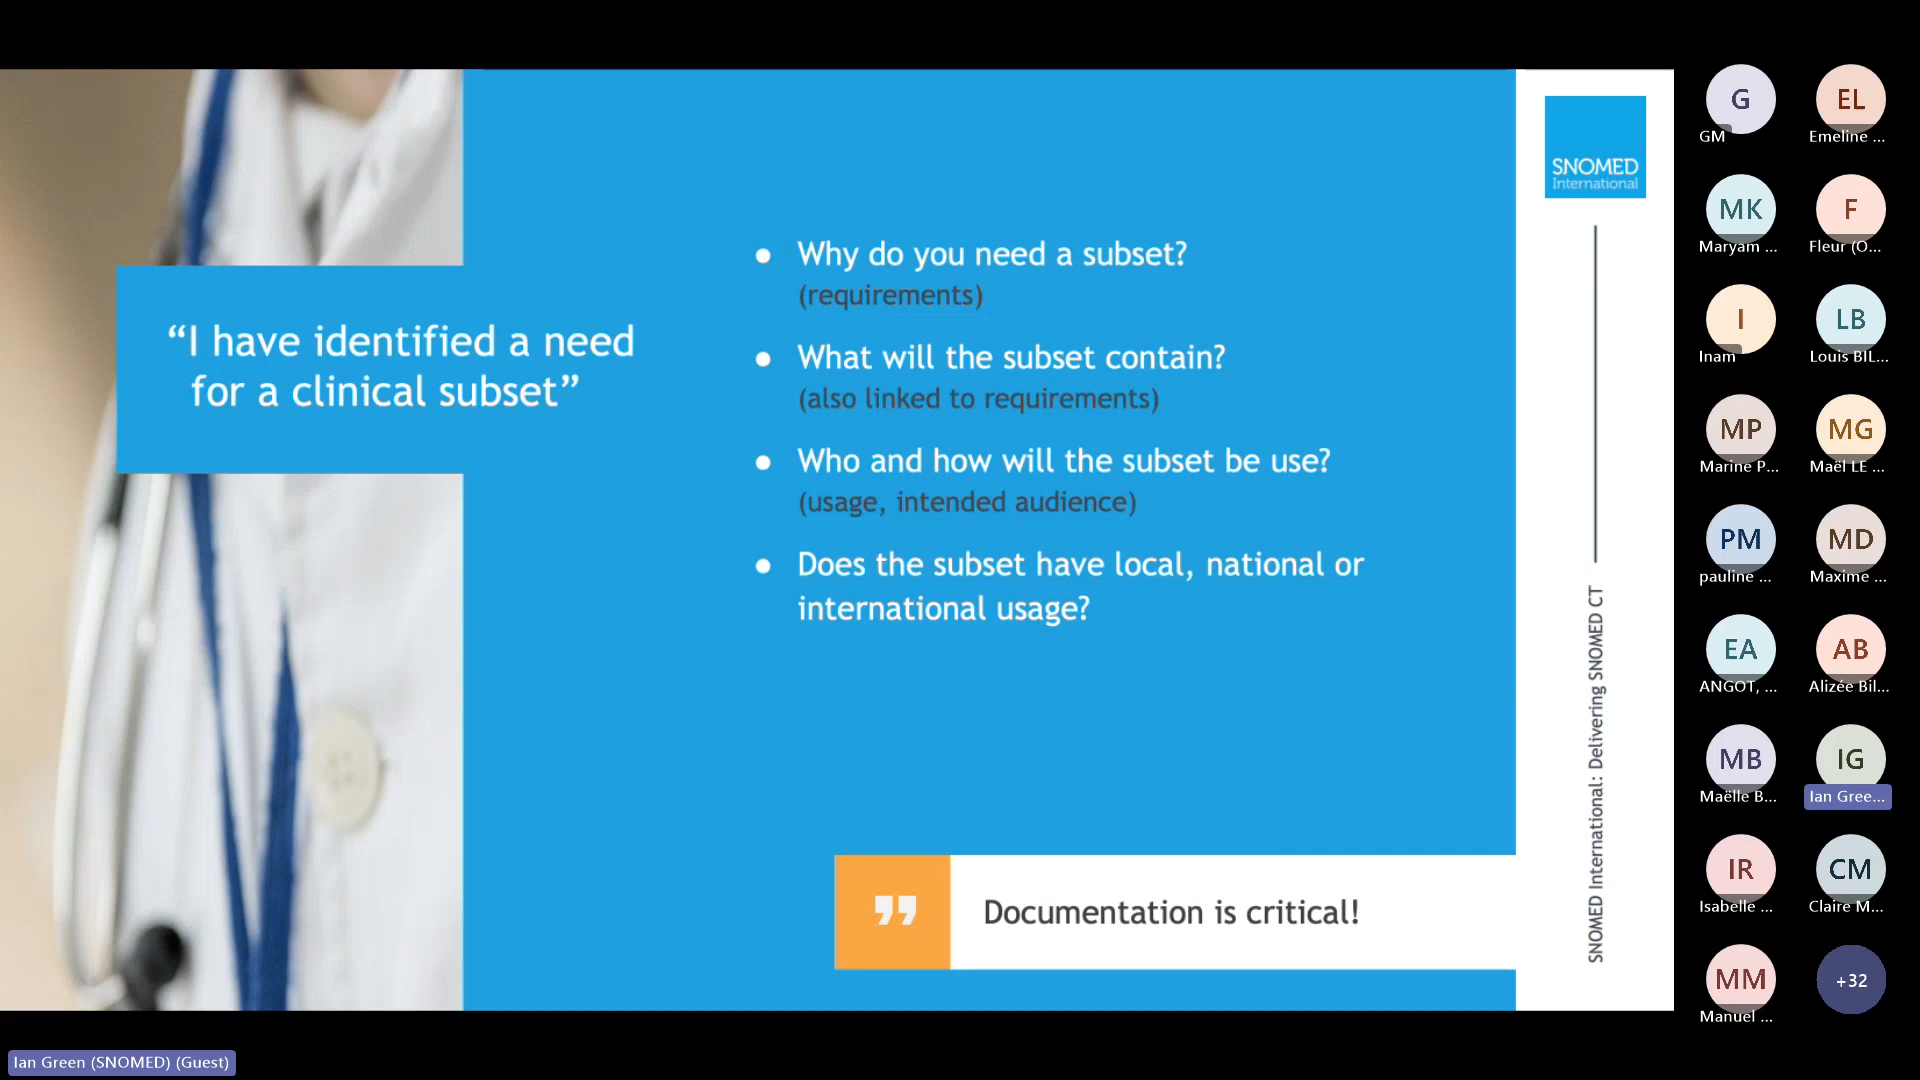 “I have identified a need
for a clinical subset”
Why do you need a subset?
(requirements)
What will the subset contain?
(also linked to requirements)
Who and how will the subset be use?
(usage, intended audience)
Does the subset have local, national or
international usage?
Documentation is critical!
SNOMED
International
SNOMED International: Delivering SNOMED CT
G
GM
EL
Emeline ...
MK
Maryam ...
F
Fleur (O...
I
Inam
LB
Louis BIL...
MP
Marine P...
MG
Maël LE ...
PM
pauline ...
MD
Maxime ...
EA
ANGOT, ...
AB
Alizée Bil...
MB
Maëlle B...
IG
Ian Gree...
IR
Isabelle ...
CM
Claire M...
MM
Manuel ...
+32
Ian Green (SNOMED) (Guest)